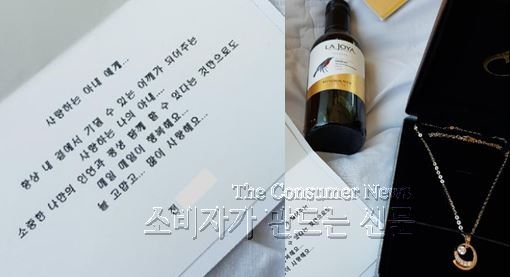 사랑하는 아내 에게...
항상 내 곁에서 기댈 수 있는 어깨가 되어주는
사랑하는 나의 아내....
소중한 나만의 인연과 평생 함께 할 수 있다는 것만으로도
매일 매일이 행복해요...
늘 고맙고... 많이 사랑해요...
전
LA JOYA
The Consumer News
소비자가 만드는 신문